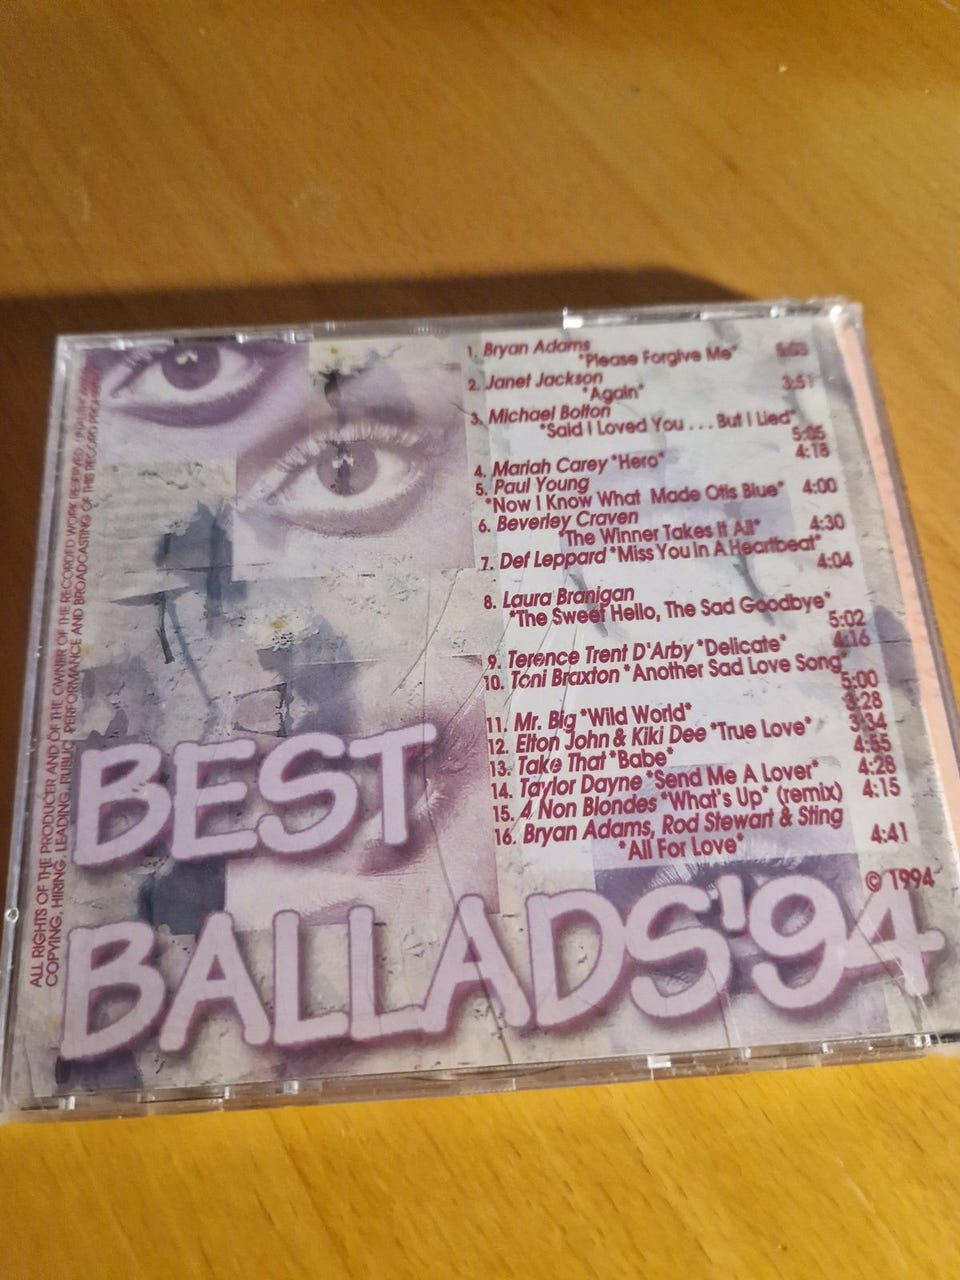 1. Bryan Adams
"Please Forgive Me"
2. Janet Jackson
"Again" 3:51
3. Michael Bolton
"Said I Loved You . . . But I Lied"
5:05
4. Mariah Carey "Hero" 4:18
5. Paul Young
"Now I Know What Made Otis Blue" 4:00
6. Beverley Craven
"The Winner Takes It All" 4:30
7. Def Leppard "Miss You In A Heartbeat"
4:04
8. Laura Branigan
"The Sweet Hello, The Sad Goodbye"
5:02
9. Terence Trent D'Arby "Delicate" 4:16
10. Toni Braxton "Another Sad Love Song"
5:00
11. Mr. Big "Wild World" 3:28
12. Elton John & Kiki Dee "True Love" 3:34
13. Take That "Babe" 4:55
14. Taylor Dayne "Send Me A Lover" 4:28
15. 4 Non Blondes "What's Up" (remix) 4:15
16. Bryan Adams, Rod Stewart & Sting
"All For Love" 4:41
© 1994
BEST
BALLADS'94
ALL RIGHTS OF THE PRODUCER AND OF THE OWNER OF THE RECORDED WORK RESERVED.
COPYING, HIRING, LEADING, PUBLIC PERFORMANCE AND BROADCASTING OF THIS RECORD